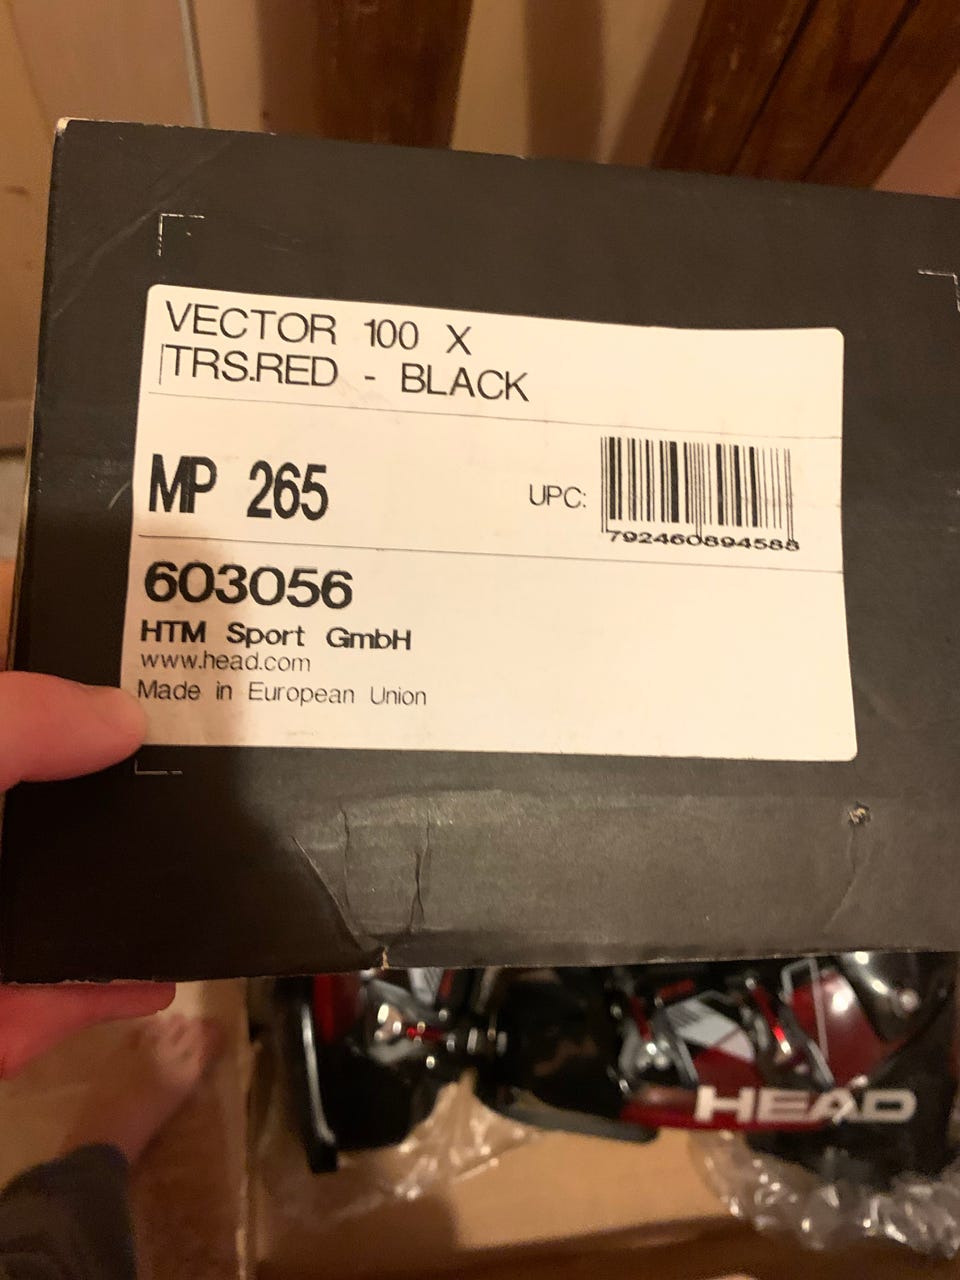 VECTOR 100 X
TRS.RED - BLACK
MP 265
UPC:
792460894588
603056
HTM Sport GmbH
www.head.com
Made in European Union
HEAD